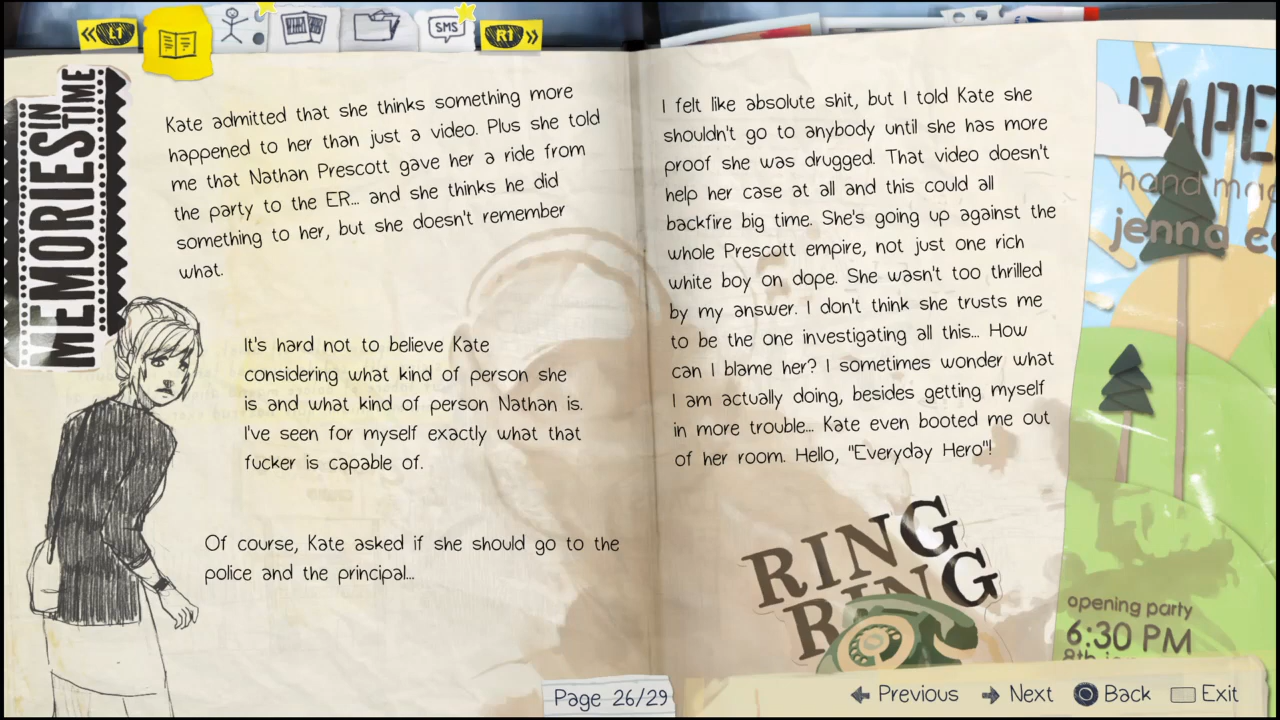 L1
SMS
R1
MEMORIES IN TIME
Kate admitted that she thinks something more
happened to her than just a video. Plus she told
me that Nathan Prescott gave her a ride from
the party to the ER... and she thinks he did
something to her, but she doesn't remember
what.
It's hard not to believe Kate
considering what kind of person she
is and what kind of person Nathan is.
I've seen for myself exactly what that
fucker is capable of.
Of course, Kate asked if she should go to the
police and the principal...
I felt like absolute shit, but I told Kate she
shouldn't go to anybody until she has more
proof she was drugged. That video doesn't
help her case at all and this could all
backfire big time. She's going up against the
whole Prescott empire, not just one rich
white boy on dope. She wasn't too thrilled
by my answer. I don't think she trusts me
to be the one investigating all this... How
can I blame her? I sometimes wonder what
I am actually doing, besides getting myself
in more trouble... Kate even booted me out
of her room. Hello, "Everyday Hero"!
RING
RING
PAPE
hand mad
jenna c
opening party
6:30 PM
8th
Page 26/29
Previous
Next
Back
Exit